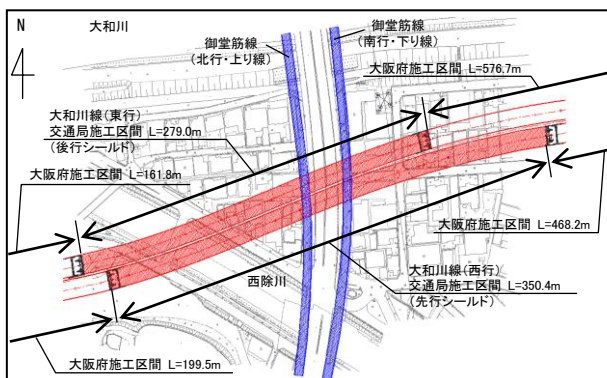 N
大和川
御堂筋線
(北行・上り線)
御堂筋線
(南行・下り線)
大阪府施工区間 L=576.7m
大和川線(東行)
交通局施工区間 L=279.0m
(後行シールド)
大阪府施工区間 L=161.8m
大阪府施工区間 L=468.2m
西除川
大和川線(西行)
交通局施工区間 L=350.4m
(先行シールド)
大阪府施工区間 L=199.5m